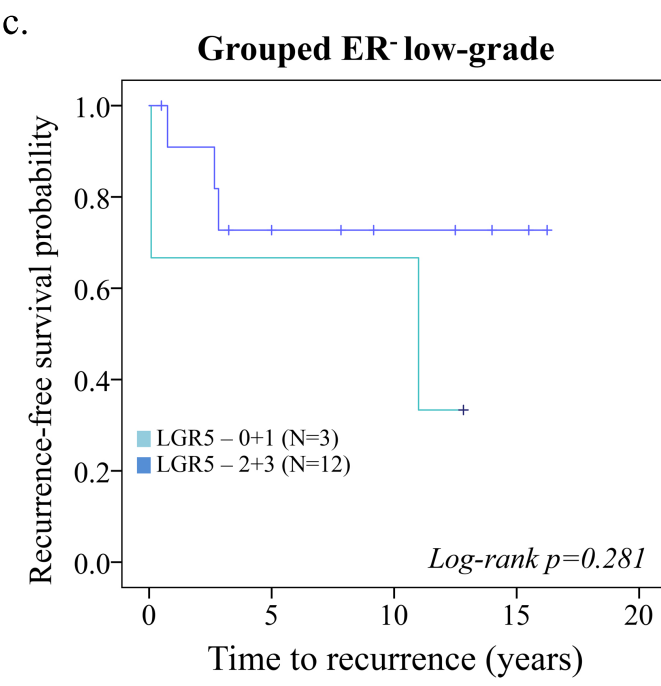 c.
Grouped ER⁻ low-grade
Recurrence-free survival probability
1.0
0.8
0.6
0.4
0.2
0.0
LGR5 – 0+1 (N=3)
LGR5 – 2+3 (N=12)
Log-rank p=0.281
0 5 10 15 20
Time to recurrence (years)